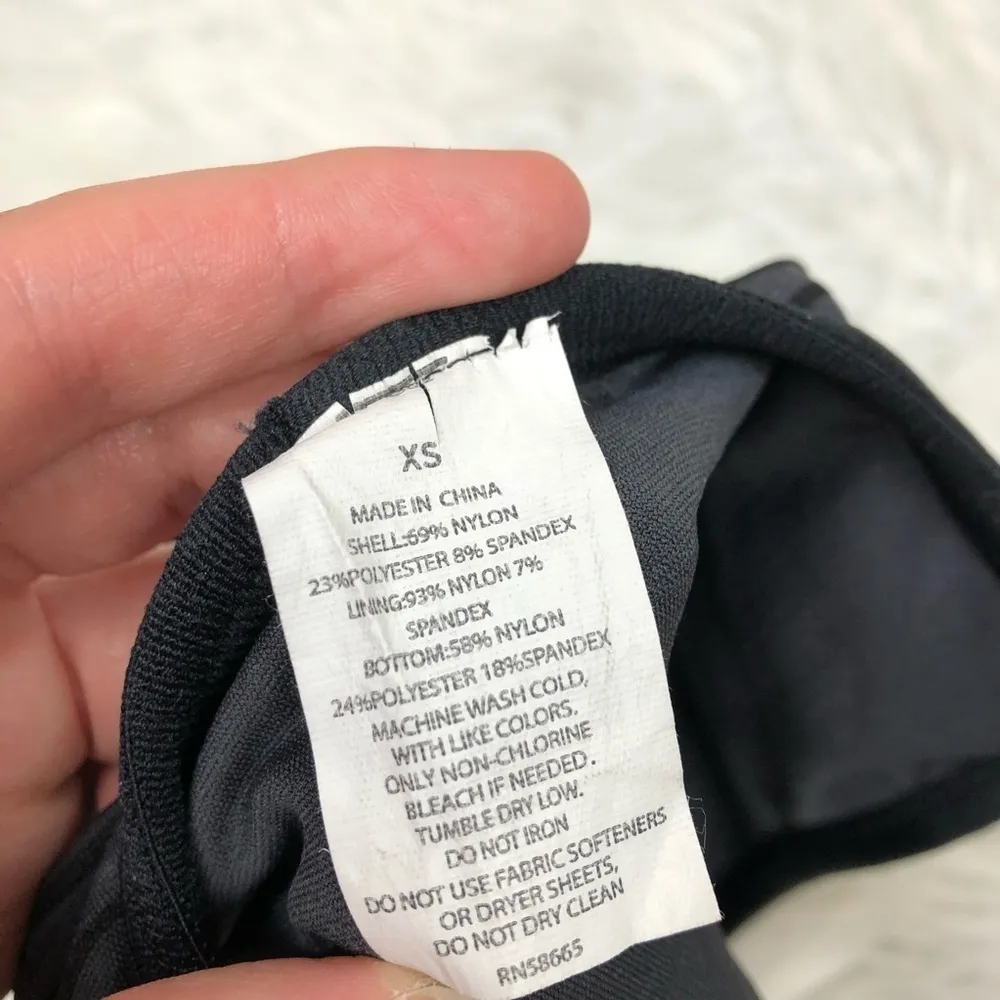 XS
MADE IN CHINA
SHELL:69% NYLON
23%POLYESTER 8% SPANDEX
LINING:93% NYLON 7%
SPANDEX
BOTTOM:58% NYLON
24%POLYESTER 18%SPANDEX
MACHINE WASH COLD,
WITH LIKE COLORS.
ONLY NON-CHLORINE
BLEACH IF NEEDED.
TUMBLE DRY LOW.
DO NOT IRON
DO NOT USE FABRIC SOFTENERS
OR DRYER SHEETS,
DO NOT DRY CLEAN
RN58665